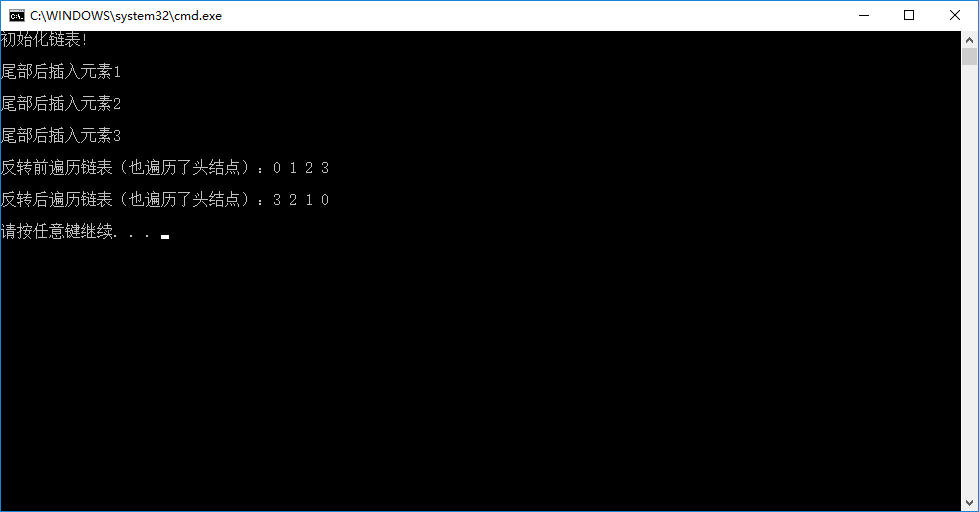 C:\WINDOWS\system32\cmd.exe
初始化链表!
尾部后插入元素1
尾部后插入元素2
尾部后插入元素3
反转前遍历链表（也遍历了头结点）：0 1 2 3
反转后遍历链表（也遍历了头结点）：3 2 1 0
请按任意键继续. . .